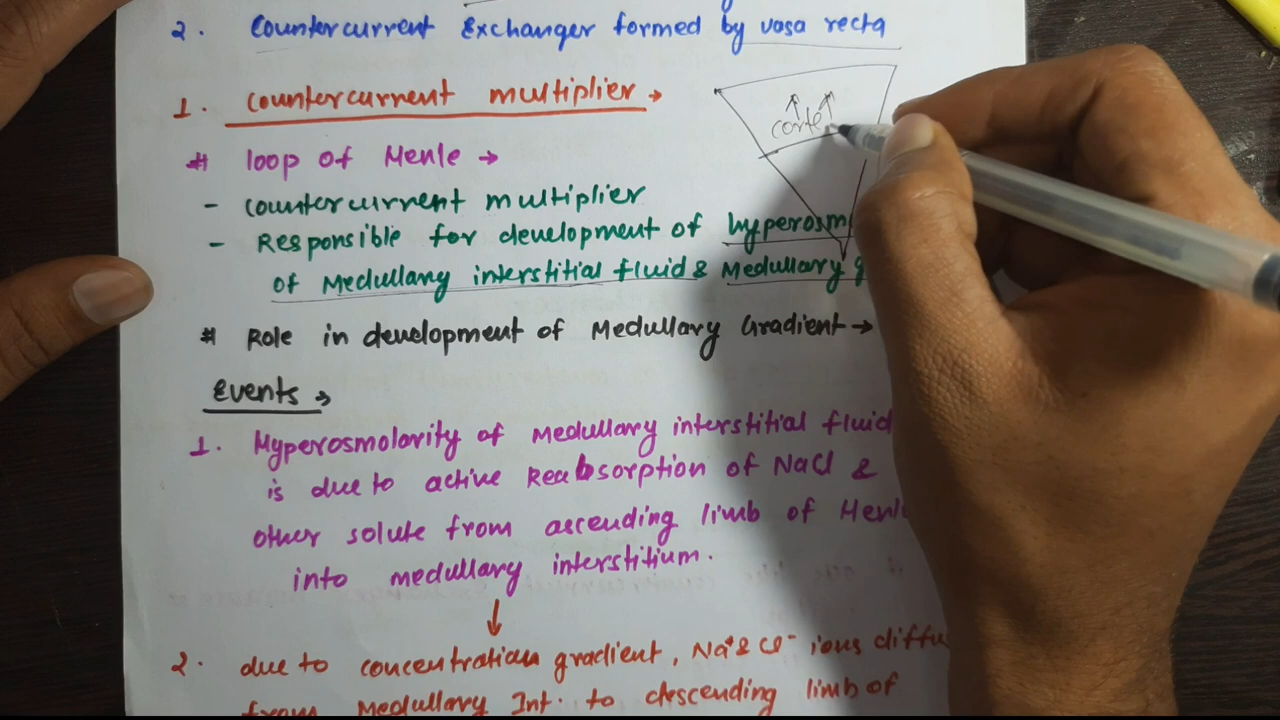 2. Countercurrent Exchanger formed by vasa recta
1. Countercurrent multiplier →
# loop of Henle →
- countercurrent multiplier
- Responsible for development of
of Medullary interstitial fluid & Medullary
# Role in development of Medullary Gradient →
Events →
1. Hyperosmolarity of Medullary interstitial fluid
is due to active Reabsorption of NaCl &
other solute from ascending limb of
into medullary interstitium.
↓
2. due to concentration gradient, Na⁺ & Cl⁻ ions
from Medullary Int. to descending limb of